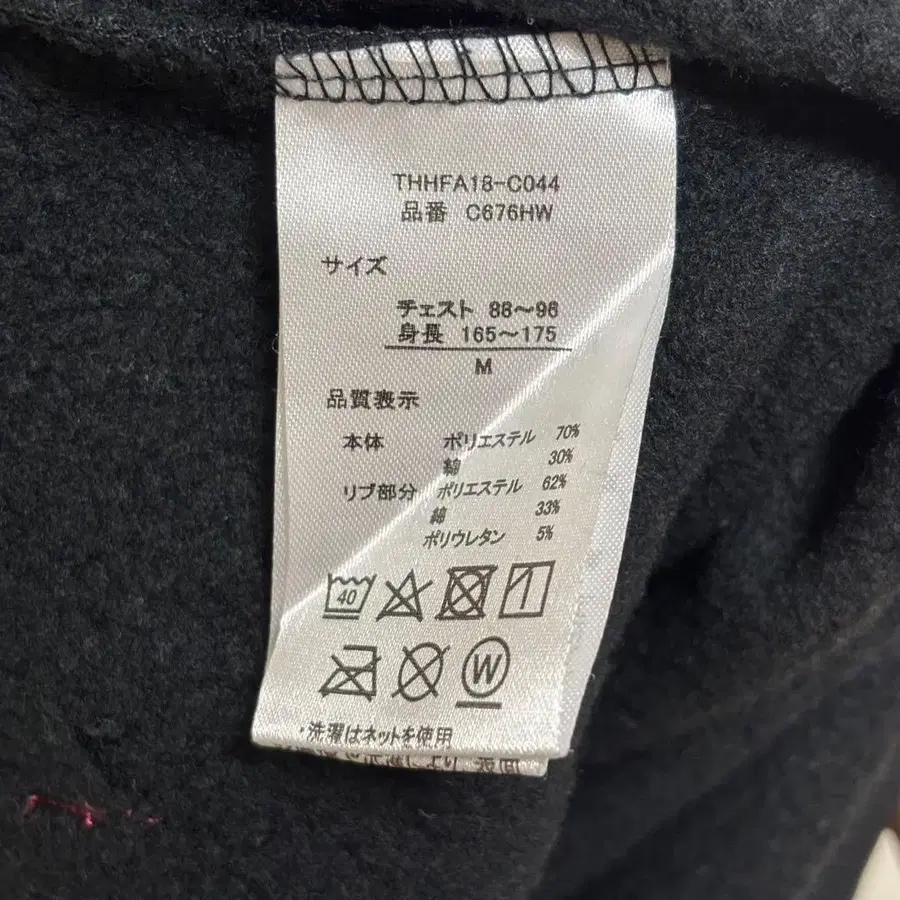 THHFA18-C044
品番 C676HW
サイズ
チェスト 88〜96
身長 165〜175
M
品質表示
本体 ポリエステル 70%
綿 30%
リブ部分 ポリエステル 62%
綿 33%
ポリウレタン 5%
40
W
・洗濯はネットを使用